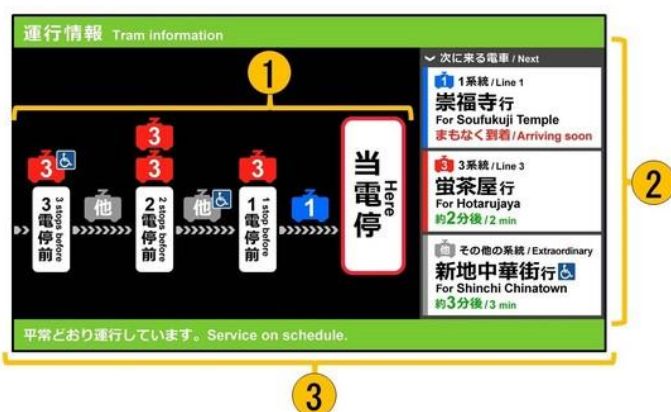 運行情報 Tram information
1
次に来る電車 / Next
1 1系統 / Line 1
崇福寺行
For Soufukuji Temple
まもなく到着 / Arriving soon
3 3系統 / Line 3
蛍茶屋行
For Hotarujaya
約2分後 / 2 min
他 その他の系統 / Extraordinary
新地中華街行
For Shinchi Chinatown
約3分後 / 3 min
2
3
3電停前
3 stops before
他
3
3
2電停前
2 stops before
他
3
1電停前
1 stop before
1
当電停
Here
平常どおり運行しています。Service on schedule.
3